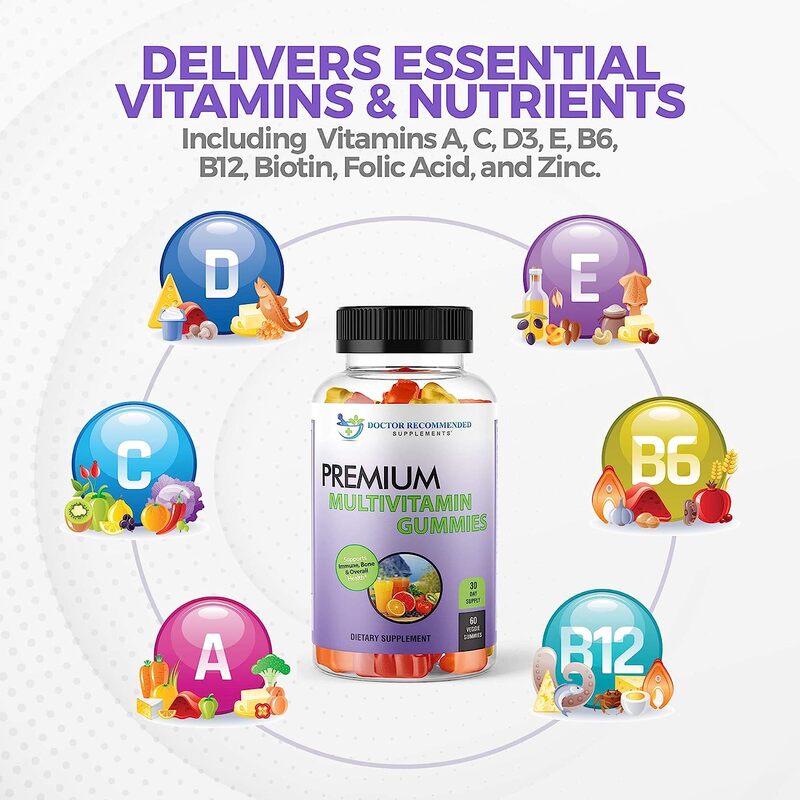 DELIVERS ESSENTIAL
VITAMINS & NUTRIENTS
Including Vitamins A, C, D3, E, B6,
B12, Biotin, Folic Acid, and Zinc.
D
E
DOCTOR RECOMMENDED
SUPPLEMENTS
PREMIUM
MULTIVITAMIN
GUMMIES
C
B6
Supports
Immune, Bone
& Overall
Health*
30
DAY
SUPPLY
60
VEGGIE
GUMMIES
DIETARY SUPPLEMENT
A
B12